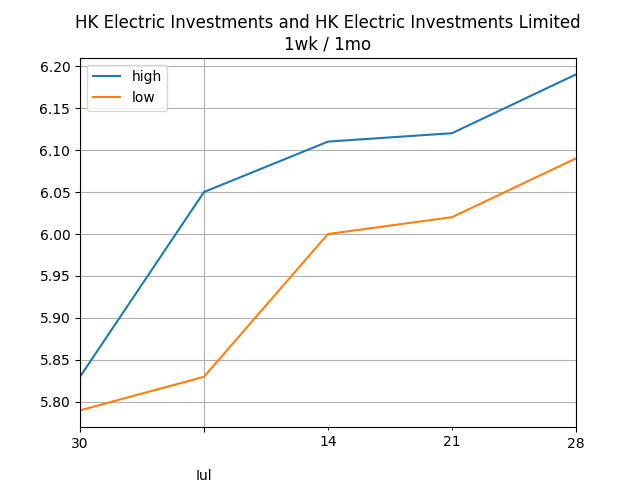 HK Electric Investments and HK Electric Investments Limited
1wk / 1mo
high
low
6.20
6.15
6.10
6.05
6.00
5.95
5.90
5.85
5.80
30
14
21
28
Iul